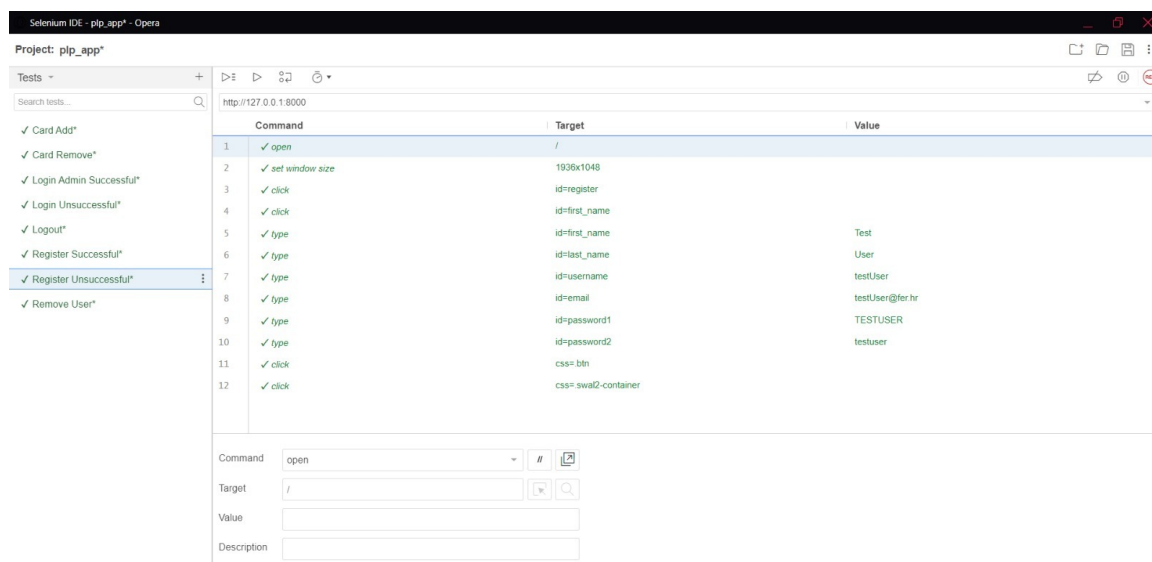 Selenium IDE - plp_app* - Opera
Project: plp_app*
Tests
Search tests...
http://127.0.0.1:8000
✓ Card Add*
✓ Card Remove*
✓ Login Admin Successful*
✓ Login Unsuccessful*
✓ Logout*
✓ Register Successful*
✓ Register Unsuccessful*
✓ Remove User*
Command Target Value
1 ✓ open /
2 ✓ set window size 1936x1048
3 ✓ click id=register
4 ✓ click id=first_name
5 ✓ type id=first_name Test
6 ✓ type id=last_name User
7 ✓ type id=username testUser
8 ✓ type id=email testUser@fer.hr
9 ✓ type id=password1 TESTUSER
10 ✓ type id=password2 testuser
11 ✓ click css=.btn
12 ✓ click css=.swal2-container
Command open //
Target /
Value
Description